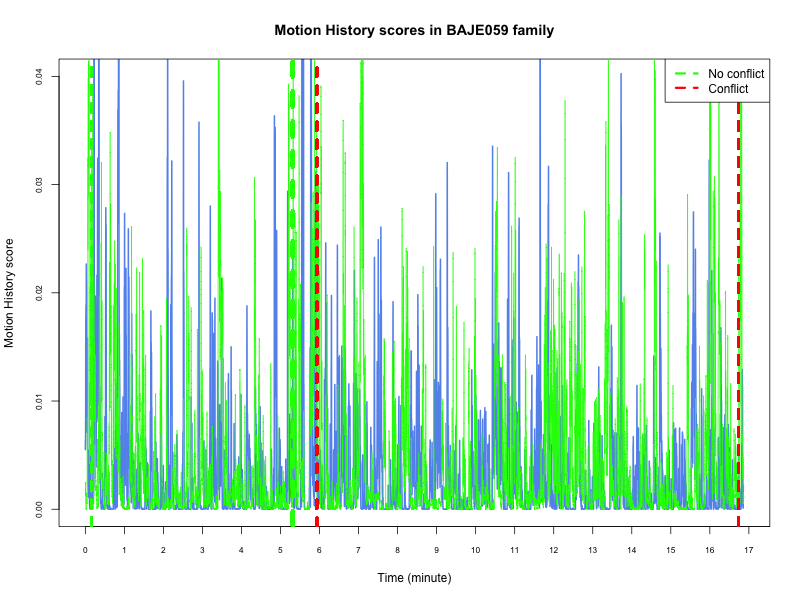 Motion History scores in BAJE059 family
No conflict
Conflict
Motion History score
0.04
0.03
0.02
0.01
0.00
0 1 2 3 4 5 6 7 8 9 10 11 12 13 14 15 16 17
Time (minute)